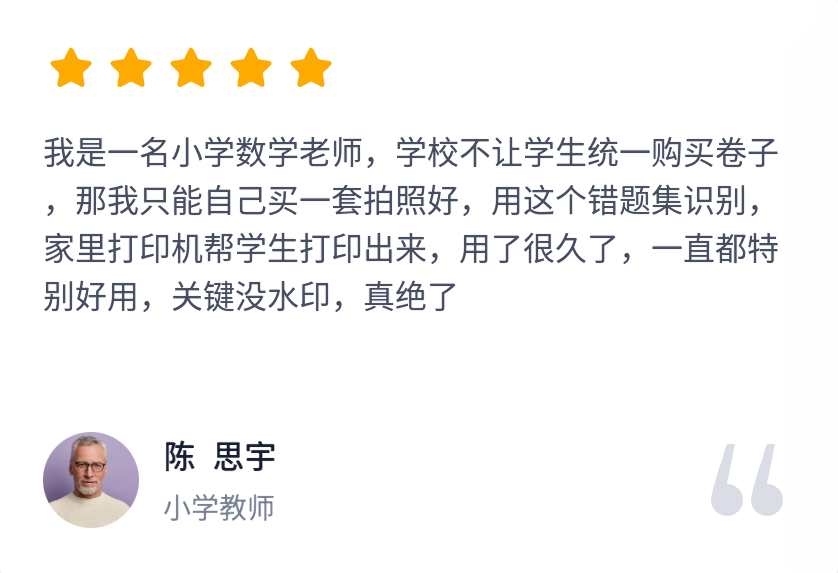 我是一名小学数学老师，学校不让学生统一购买卷子
，那我只能自己买一套拍照好，用这个错题集识别，
家里打印机帮学生打印出来，用了很久了，一直都特
别好用，关键没水印，真绝了
陈 思宇
小学教师